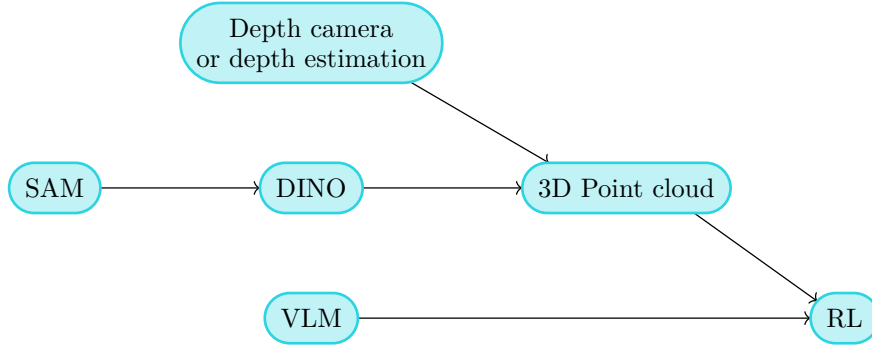 Depth camera
or depth estimation
SAM
DINO
3D Point cloud
VLM
RL